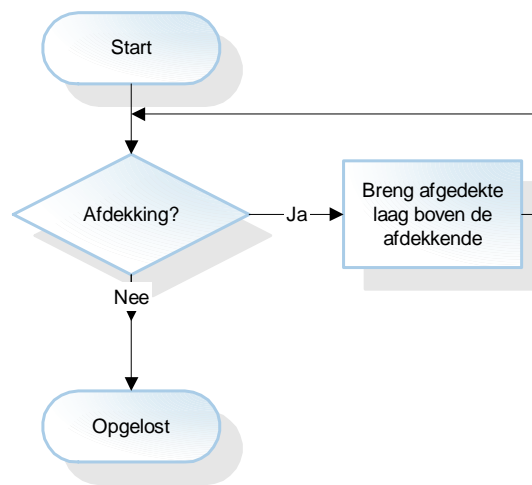 Start
Afdekking?
Ja
Breng afgedekte
laag boven de
afdekkende
Nee
Opgelost